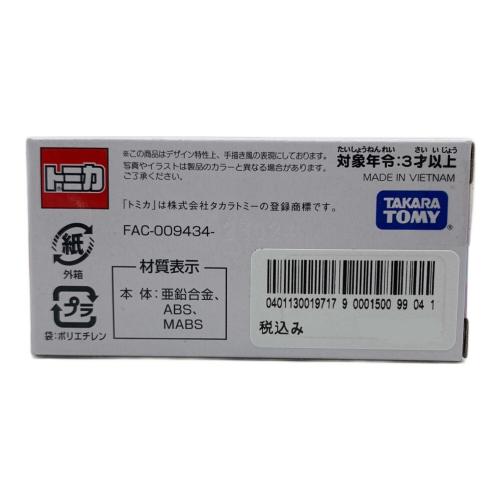 ※この商品はデザイン特性上、手描き風の表現にしております。
写真やイラストは製品のカラーと異なる場合があります。
ご了承ください。
たいしょうねんれい さい いじょう
対象年令:3才以上
MADE IN VIETNAM
トミカ
TAKARA
TOMY
「トミカ」は株式会社タカラトミーの登録商標です。
FAC-009434-
紙
外箱
プラ
袋:ポリエチレン
材質表示
本体:亜鉛合金、
ABS、
MABS
0401130019717 9 0001500 99 04 1
税込み